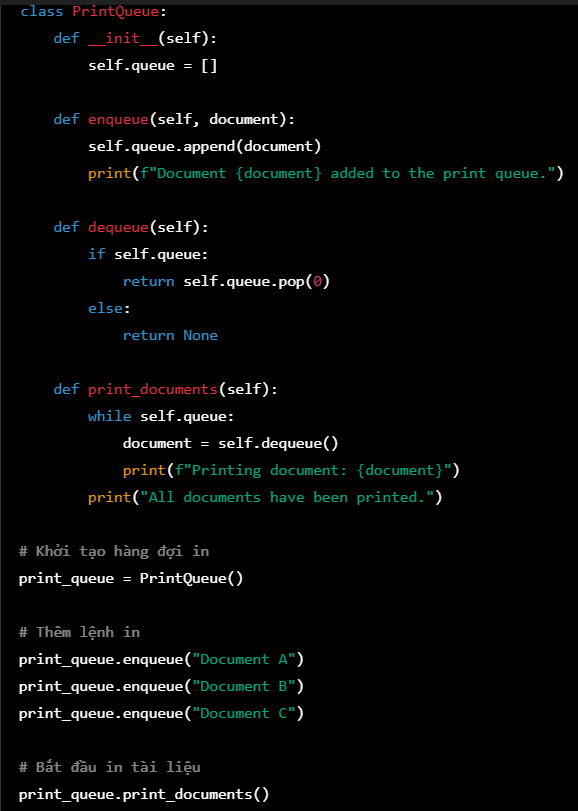 class PrintQueue:
    def __init__(self):
        self.queue = []

    def enqueue(self, document):
        self.queue.append(document)
        print(f"Document {document} added to the print queue.")

    def dequeue(self):
        if self.queue:
            return self.queue.pop(0)
        else:
            return None

    def print_documents(self):
        while self.queue:
            document = self.dequeue()
            print(f"Printing document: {document}")
        print("All documents have been printed.")

# Khởi tạo hàng đợi in
print_queue = PrintQueue()

# Thêm lệnh in
print_queue.enqueue("Document A")
print_queue.enqueue("Document B")
print_queue.enqueue("Document C")

# Bắt đầu in tài liệu
print_queue.print_documents()